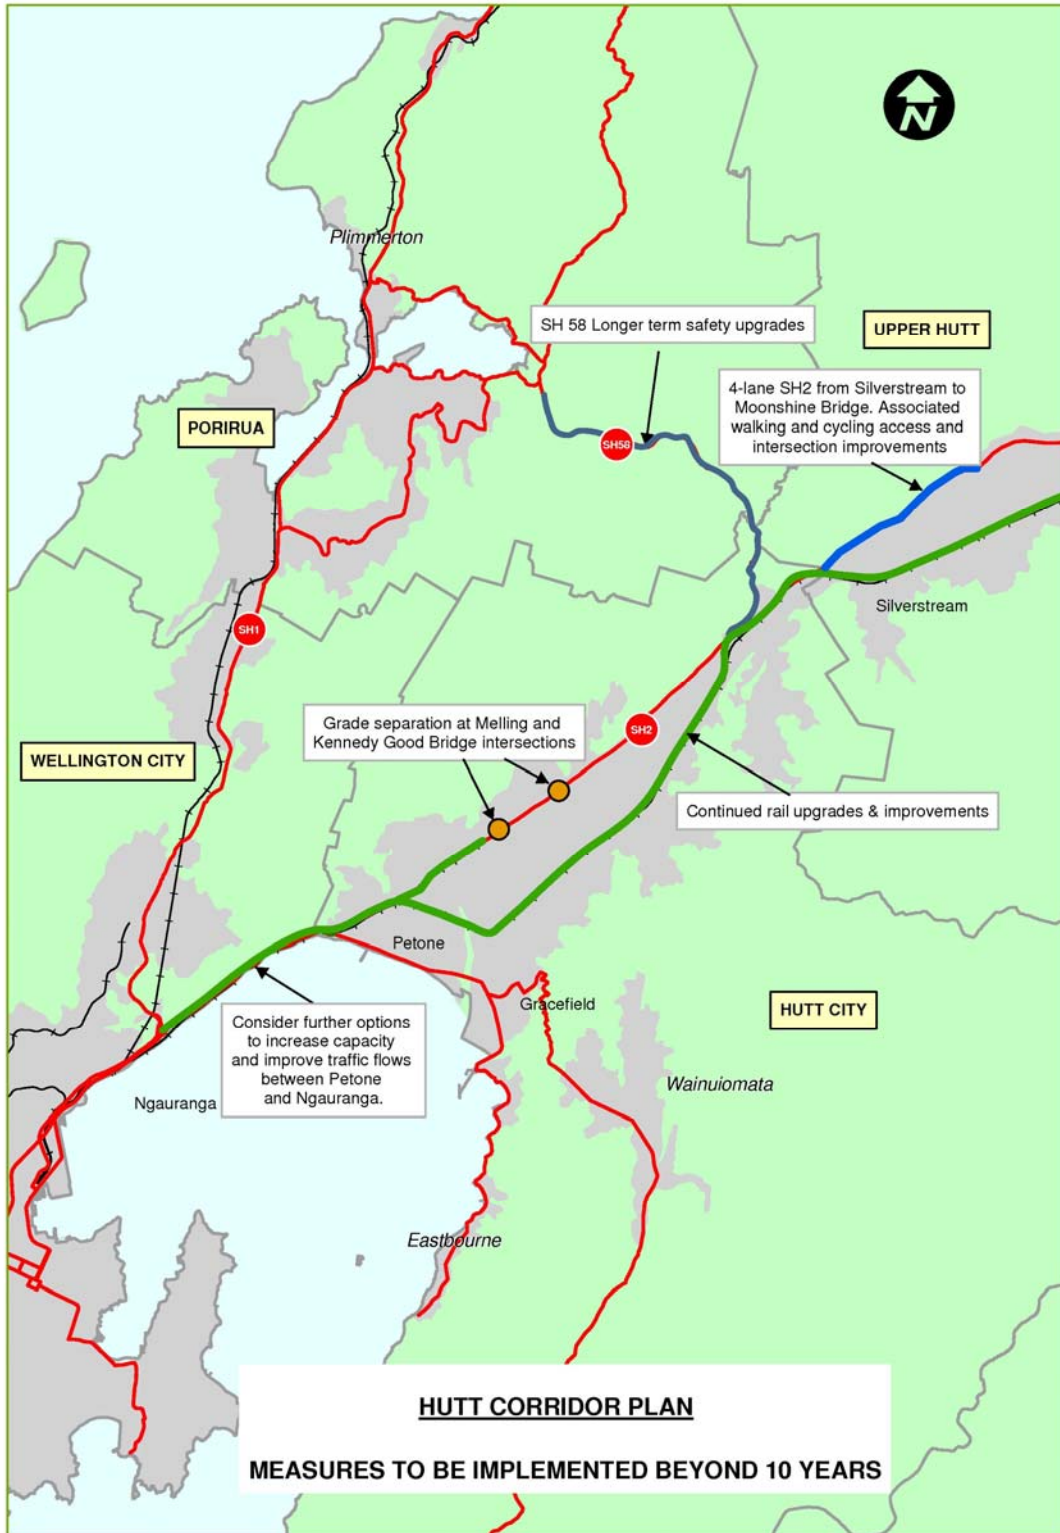 N
Plimmerton
SH 58 Longer term safety upgrades
UPPER HUTT
4-lane SH2 from Silverstream to
Moonshine Bridge. Associated
walking and cycling access and
intersection improvements
PORIRUA
SH58
Silverstream
SH1
Grade separation at Melling and
Kennedy Good Bridge intersections
SH2
WELLINGTON CITY
Continued rail upgrades & improvements
Petone
Gracefield
HUTT CITY
Consider further options
to increase capacity
and improve traffic flows
between Petone
and Ngauranga.
Wainuiomata
Ngauranga
Eastbourne
HUTT CORRIDOR PLAN
MEASURES TO BE IMPLEMENTED BEYOND 10 YEARS